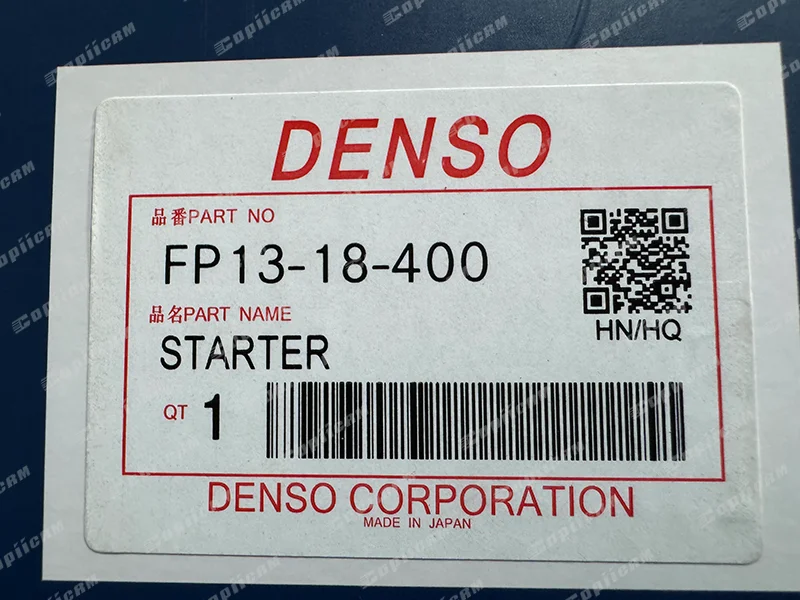 DENSO
品番PART NO
FP13-18-400
品名PART NAME
STARTER
HN/HQ
QT 1
DENSO CORPORATION
MADE IN JAPAN
CopiiCAM